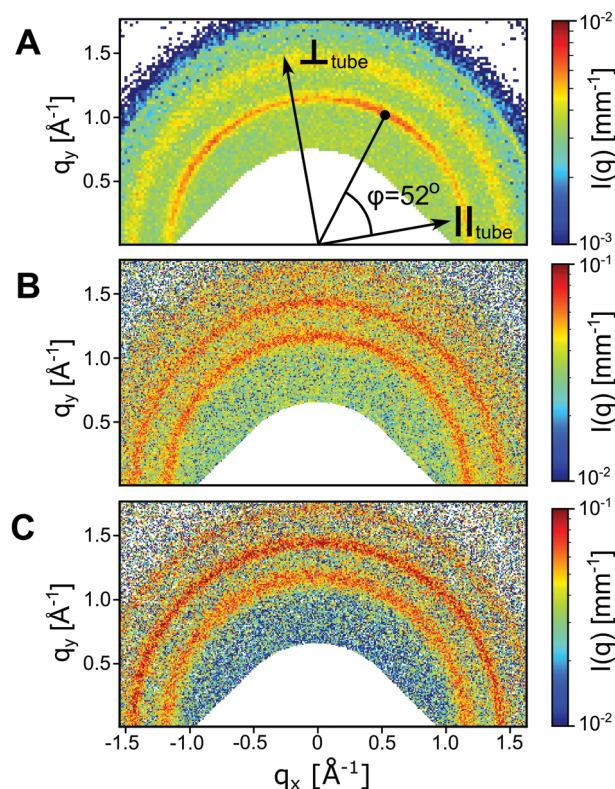 A
1.5
1.0
0.5
q_y [Å⁻¹]
⊥tube
φ=52°
||tube
10⁻²
10⁻³
I(q) [mm⁻¹]
B
1.5
1.0
0.5
q_y [Å⁻¹]
10⁻¹
10⁻²
I(q) [mm⁻¹]
C
1.5
1.0
0.5
q_y [Å⁻¹]
10⁻¹
10⁻²
I(q) [mm⁻¹]
-1.5 -1.0 -0.5 0 0.5 1.0 1.5
q_x [Å⁻¹]